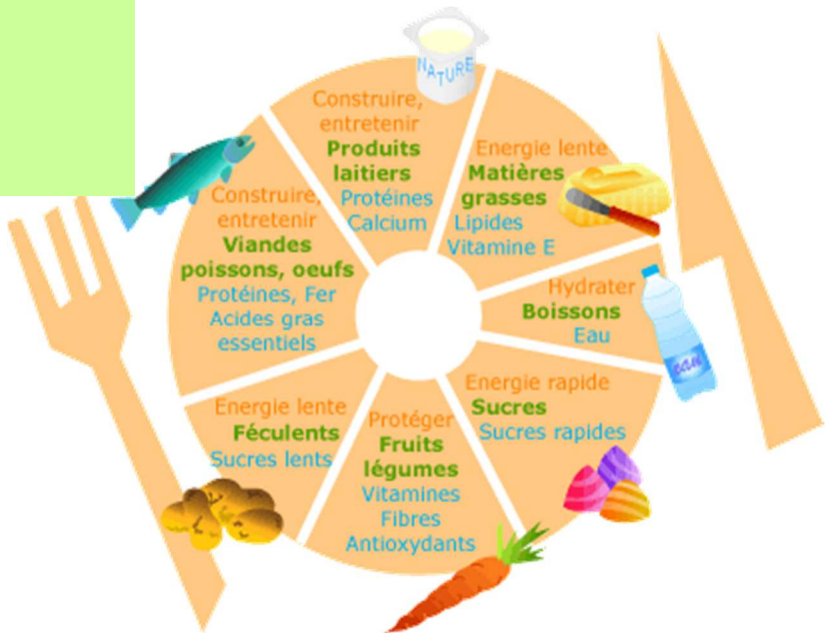 NATURE
Construire,
entretenir
Produits
laitiers
Protéines
Calcium
Energie lente
Matières
grasses
Lipides
Vitamine E
Hydrater
Boissons
Eau
eau
Energie rapide
Sucres
Sucres rapides
Protéger
Fruits
légumes
Vitamines
Fibres
Antioxydants
Energie lente
Féculents
Sucres lents
Construire,
entretenir
Viandes
poissons, oeufs
Protéines, Fer
Acides gras
essentiels